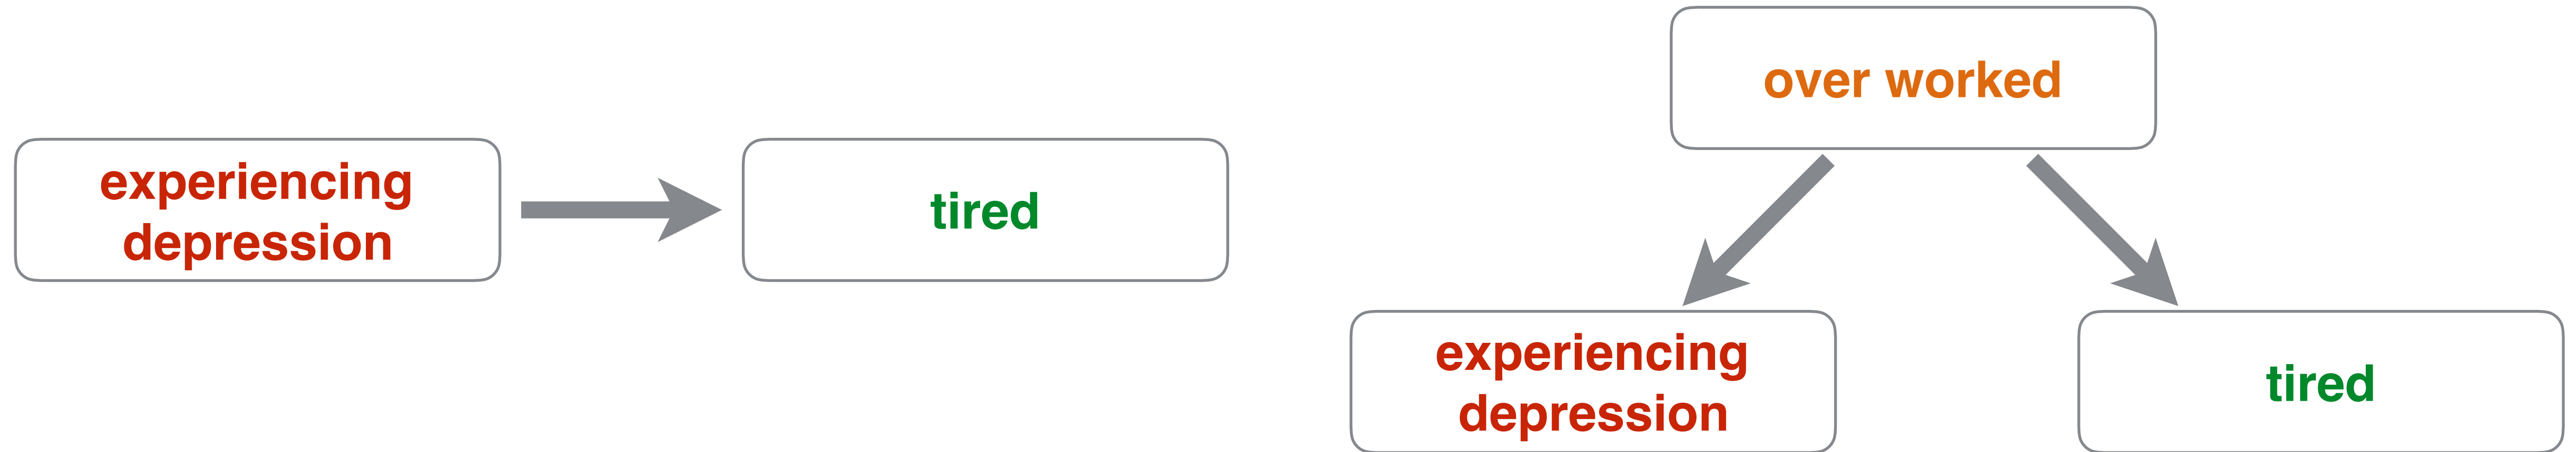 experiencing
depression
tired
over worked
experiencing
depression
tired